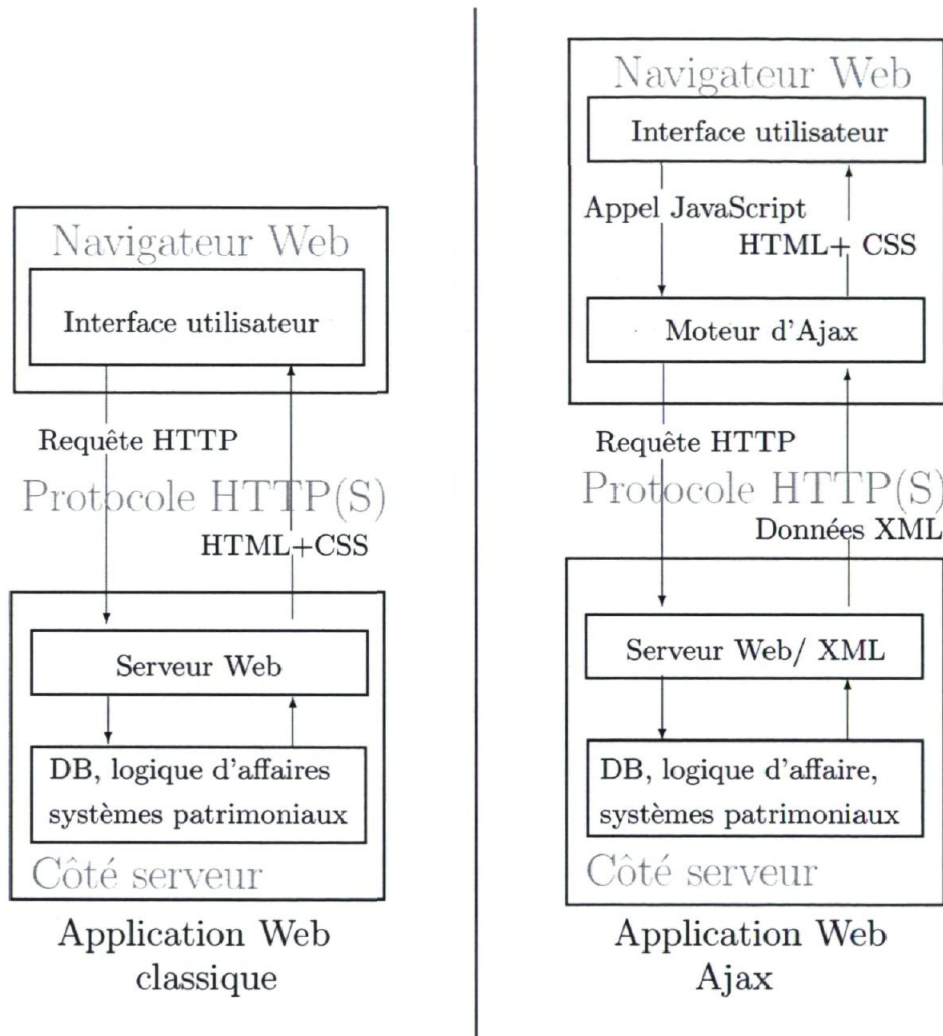 Navigateur Web
Interface utilisateur
Requête HTTP
Protocole HTTP(S)
HTML+CSS
Serveur Web
DB, logique d'affaires
systèmes patrimoniaux
Côté serveur
Application Web
classique
Navigateur Web
Interface utilisateur
Appel JavaScript
HTML+ CSS
Moteur d'Ajax
Requête HTTP
Protocole HTTP(S)
Données XML
Serveur Web/ XML
DB, logique d'affaire,
systèmes patrimoniaux
Côté serveur
Application Web
Ajax